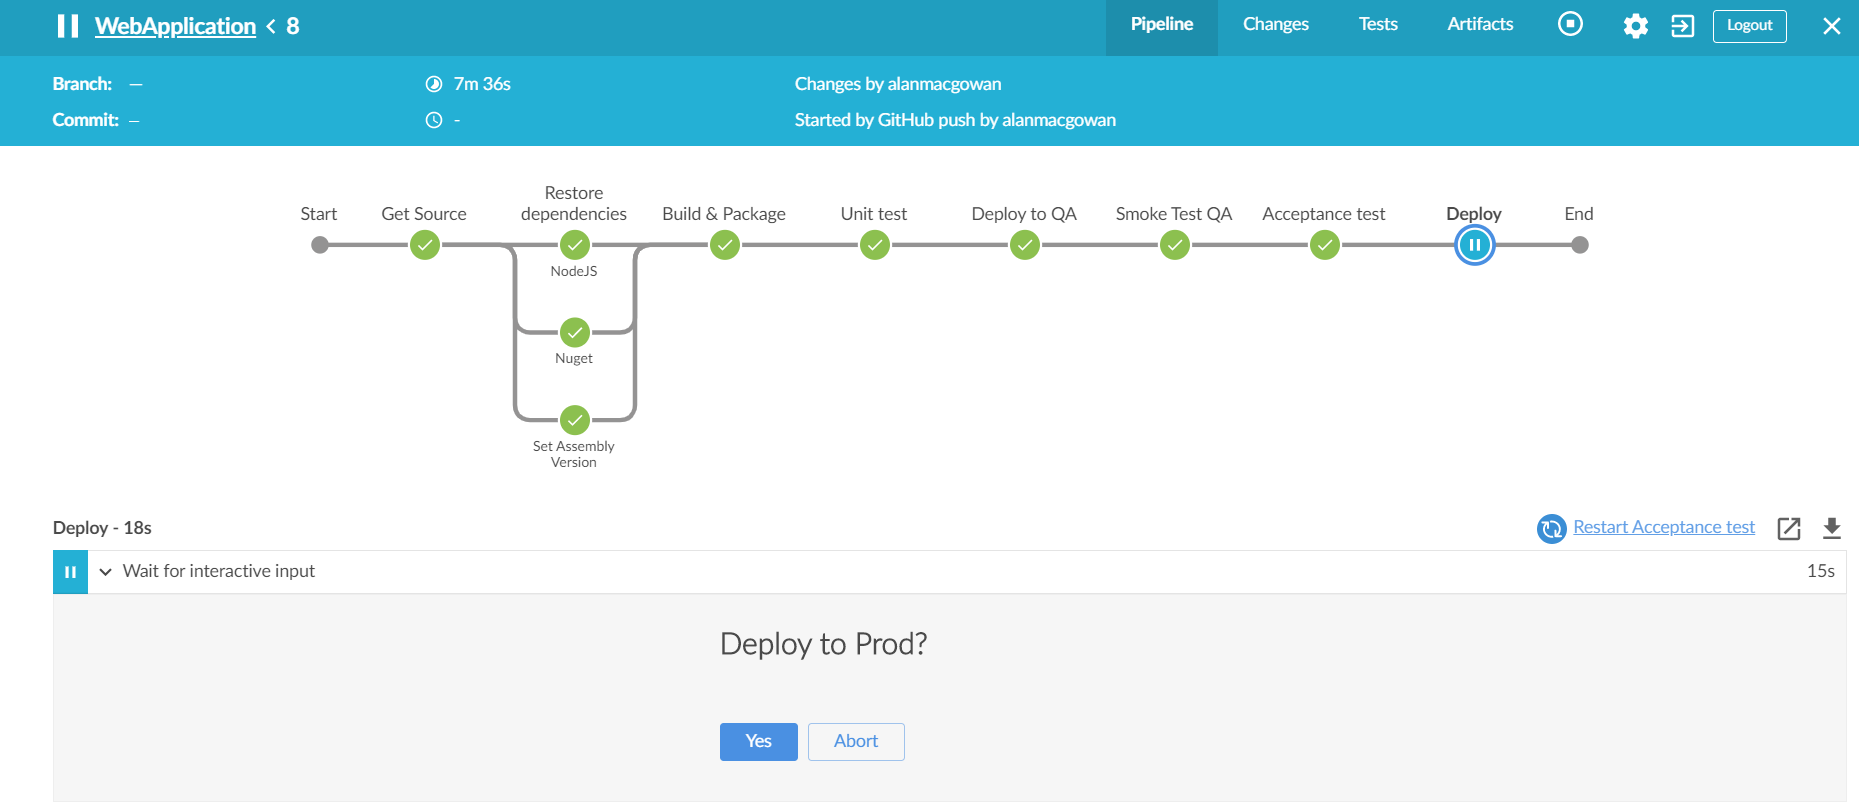 WebApplication < 8
Pipeline Changes Tests Artifacts Logout
Branch: —
7m 36s
Changes by alanmacgowan
Commit: —
-
Started by GitHub push by alanmacgowan
Start
Get Source
Restore
dependencies
Build & Package
Unit test
Deploy to QA
Smoke Test QA
Acceptance test
Deploy
End
NodeJS
Nuget
Set Assembly
Version
Deploy - 18s
Restart Acceptance test
Wait for interactive input
15s
Deploy to Prod?
Yes
Abort